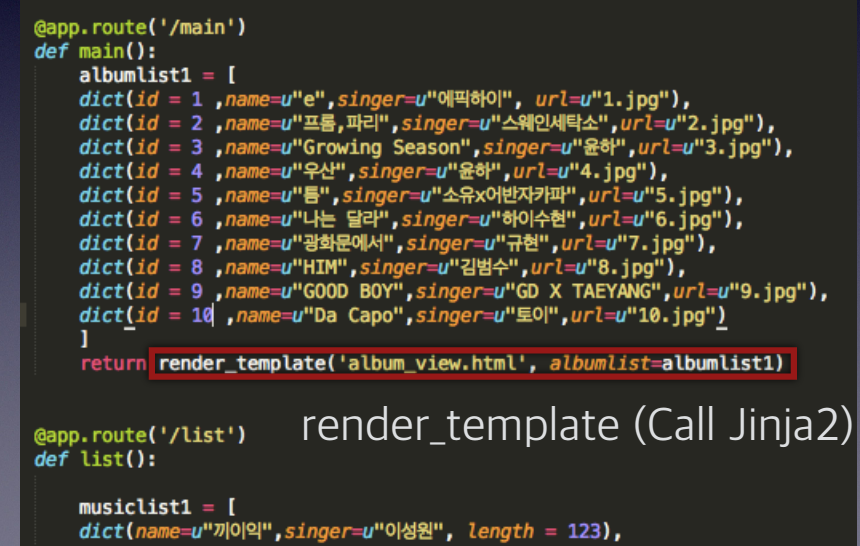 @app.route('/main')
def main():
albumlist1 = [
dict(id = 1 ,name=u"e",singer=u"에픽하이", url=u"1.jpg"),
dict(id = 2 ,name=u"프롬,파리",singer=u"스웨인세탁소",url=u"2.jpg"),
dict(id = 3 ,name=u"Growing Season",singer=u"윤하",url=u"3.jpg"),
dict(id = 4 ,name=u"우산",singer=u"윤하",url=u"4.jpg"),
dict(id = 5 ,name=u"틈",singer=u"소유x어반자카파",url=u"5.jpg"),
dict(id = 6 ,name=u"나는 달라",singer=u"하이수현",url=u"6.jpg"),
dict(id = 7 ,name=u"광화문에서",singer=u"규현",url=u"7.jpg"),
dict(id = 8 ,name=u"HIM",singer=u"김범수",url=u"8.jpg"),
dict(id = 9 ,name=u"GOOD BOY",singer=u"GD X TAEYANG",url=u"9.jpg"),
dict(id = 10 ,name=u"Da Capo",singer=u"토이",url=u"10.jpg")
]
return render_template('album_view.html', albumlist=albumlist1)
render_template (Call Jinja2)
@app.route('/list')
def list():
musiclist1 = [
dict(name=u"끼이익",singer=u"이성원", length = 123),